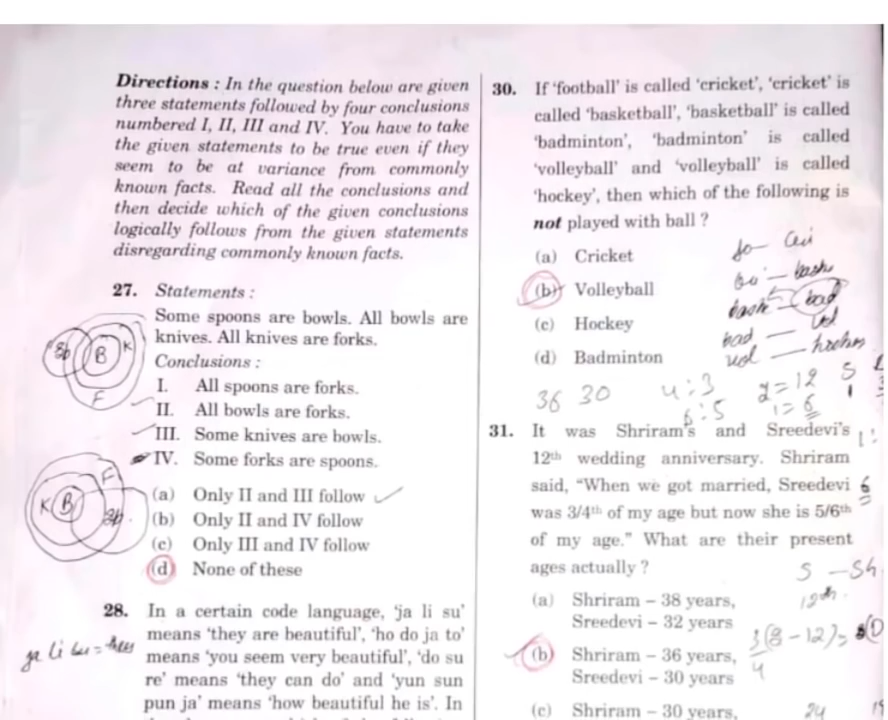 Directions : In the question below are given
three statements followed by four conclusions
numbered I, II, III and IV. You have to take
the given statements to be true even if they
seem to be at variance from commonly
known facts. Read all the conclusions and
then decide which of the given conclusions
logically follows from the given statements
disregarding commonly known facts.
27. Statements :
Some spoons are bowls. All bowls are
knives. All knives are forks.
Conclusions :
I. All spoons are forks.
II. All bowls are forks.
III. Some knives are bowls.
IV. Some forks are spoons.
(a) Only II and III follow
(b) Only II and IV follow
(c) Only III and IV follow
(d) None of these
B
K
F
K
B
F
28. In a certain code language, 'ja li su'
means 'they are beautiful', 'ho do ja to'
means 'you seem very beautiful', 'do su
re' means 'they can do' and 'yun sun
pun ja' means 'how beautiful he is'. In
30. If 'football' is called 'cricket', 'cricket' is
called 'basketball', 'basketball' is called
'badminton', 'badminton' is called
'volleyball' and 'volleyball' is called
'hockey', then which of the following is
not played with ball ?
(a) Cricket
(b) Volleyball
(c) Hockey
(d) Badminton
36 30
4:3
6:5
2=12
1=6
31. It was Shriram's and Sreedevi's
12th wedding anniversary. Shriram
said, "When we got married, Sreedevi
was 3/4th of my age but now she is 5/6th
of my age." What are their present
ages actually ?
(a) Shriram – 38 years,
Sreedevi – 32 years
(b) Shriram – 36 years,
Sreedevi – 30 years
(c) Shriram – 30 years,
24